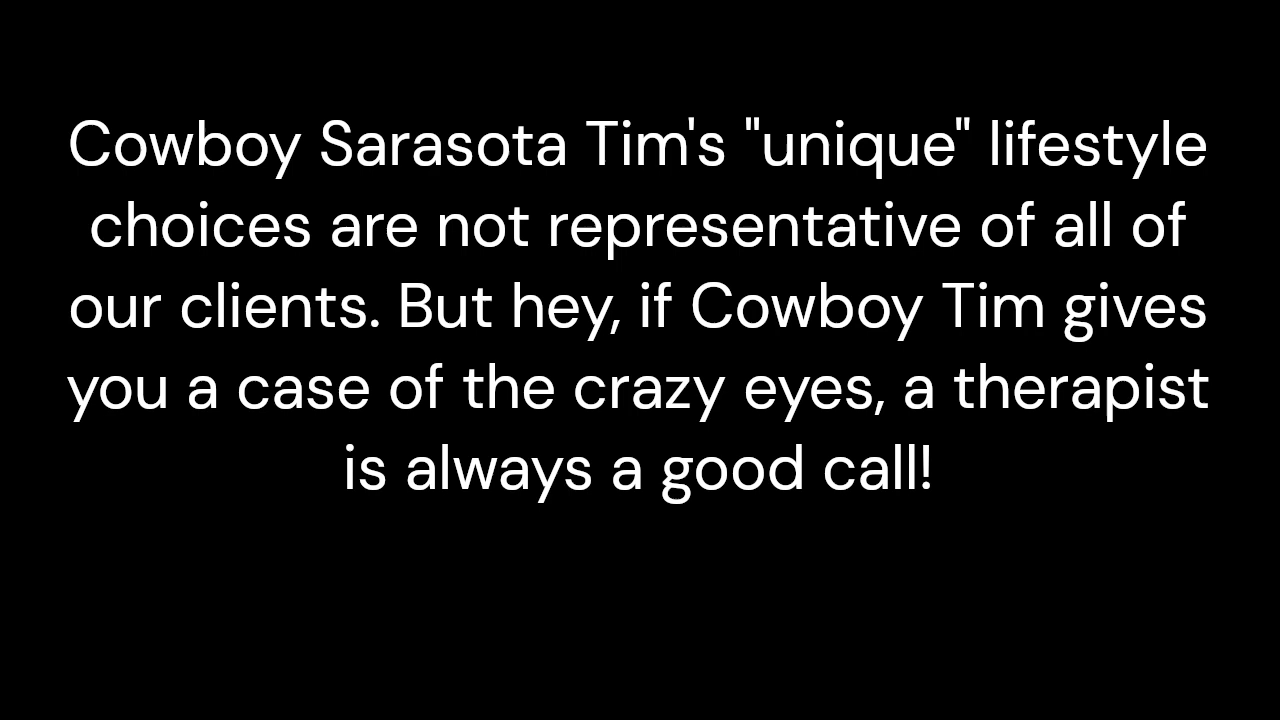 Cowboy Sarasota Tim's "unique" lifestyle
choices are not representative of all of
our clients. But hey, if Cowboy Tim gives
you a case of the crazy eyes, a therapist
is always a good call!